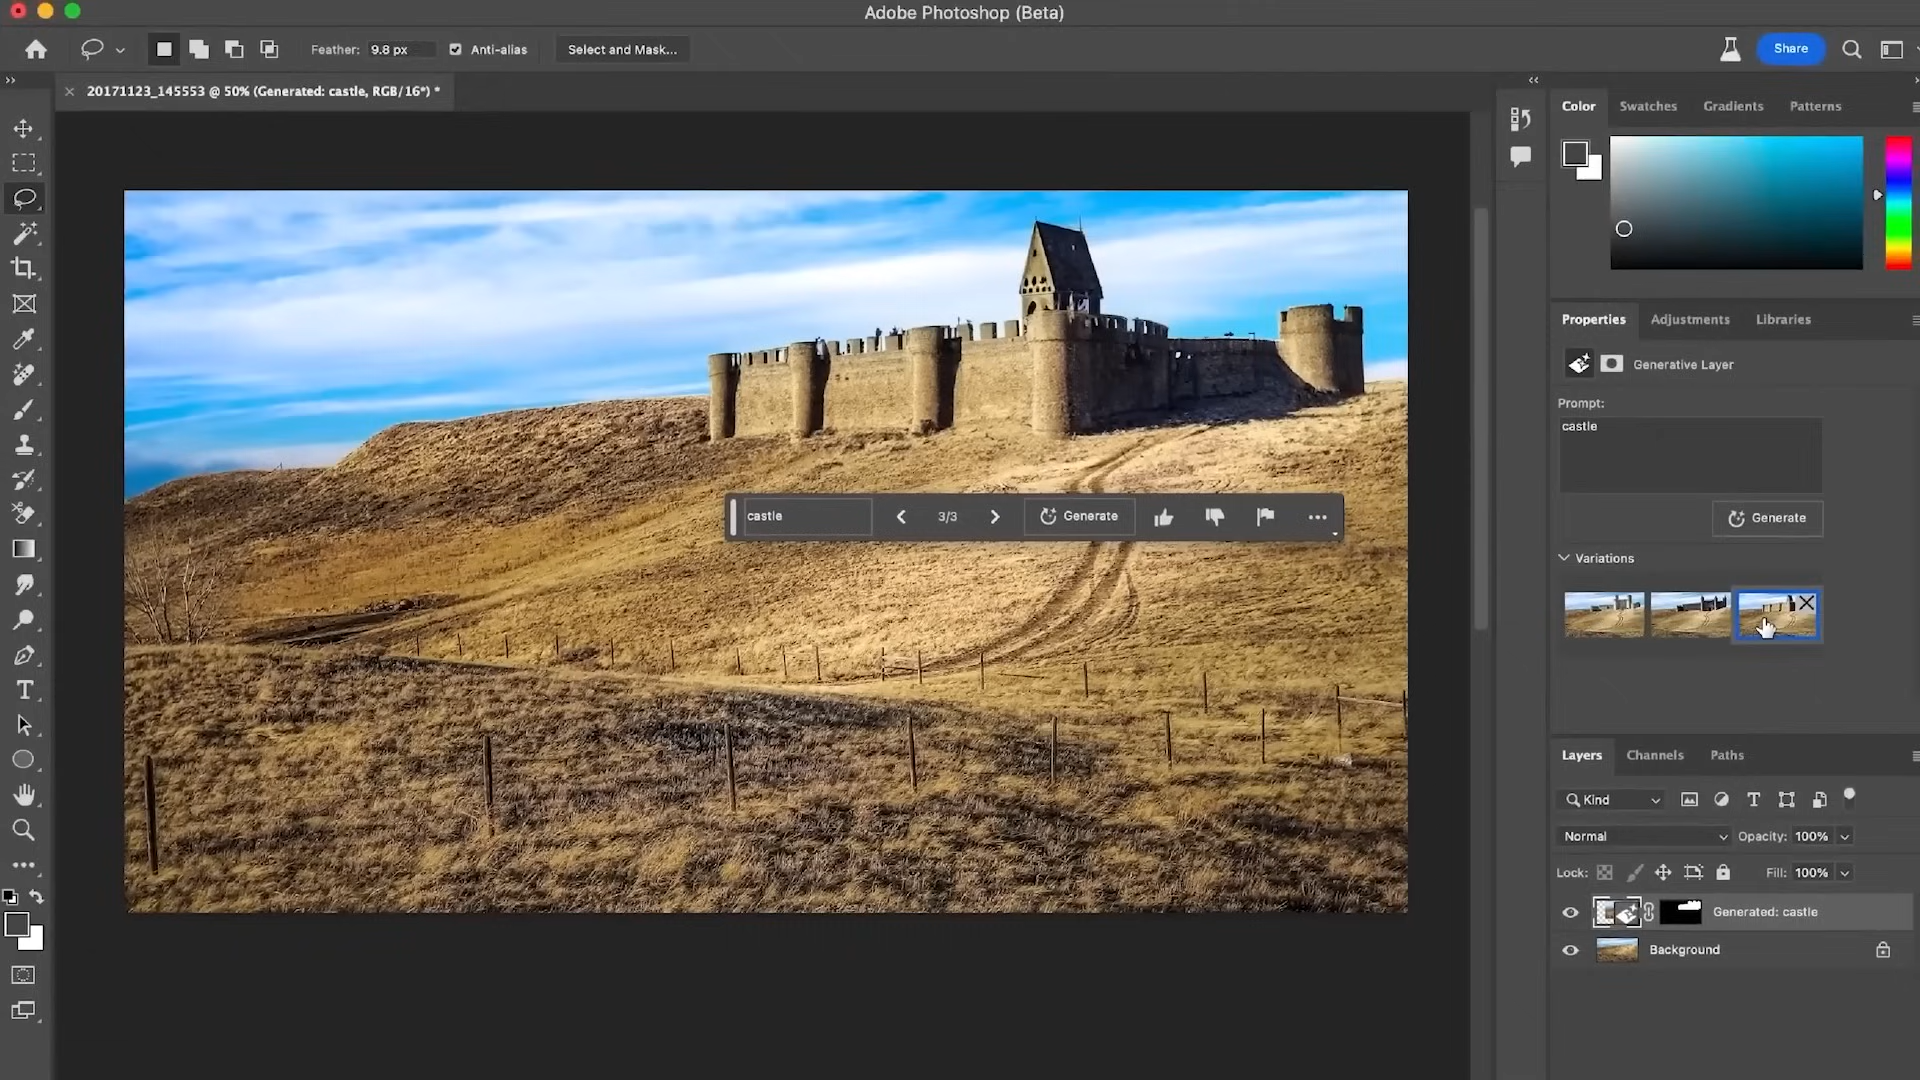 Adobe Photoshop (Beta)
Feather: 9.8 px Anti-alias Select and Mask... Share
20171123_145553 @ 50% (Generated: castle, RGB/16*) *
Color Swatches Gradients Patterns
Properties Adjustments Libraries
Generative Layer
Prompt:
castle
castle 3/3 Generate
Generate
Variations
Layers Channels Paths
Kind
Normal Opacity: 100%
Lock: Fill: 100%
Generated: castle
Background